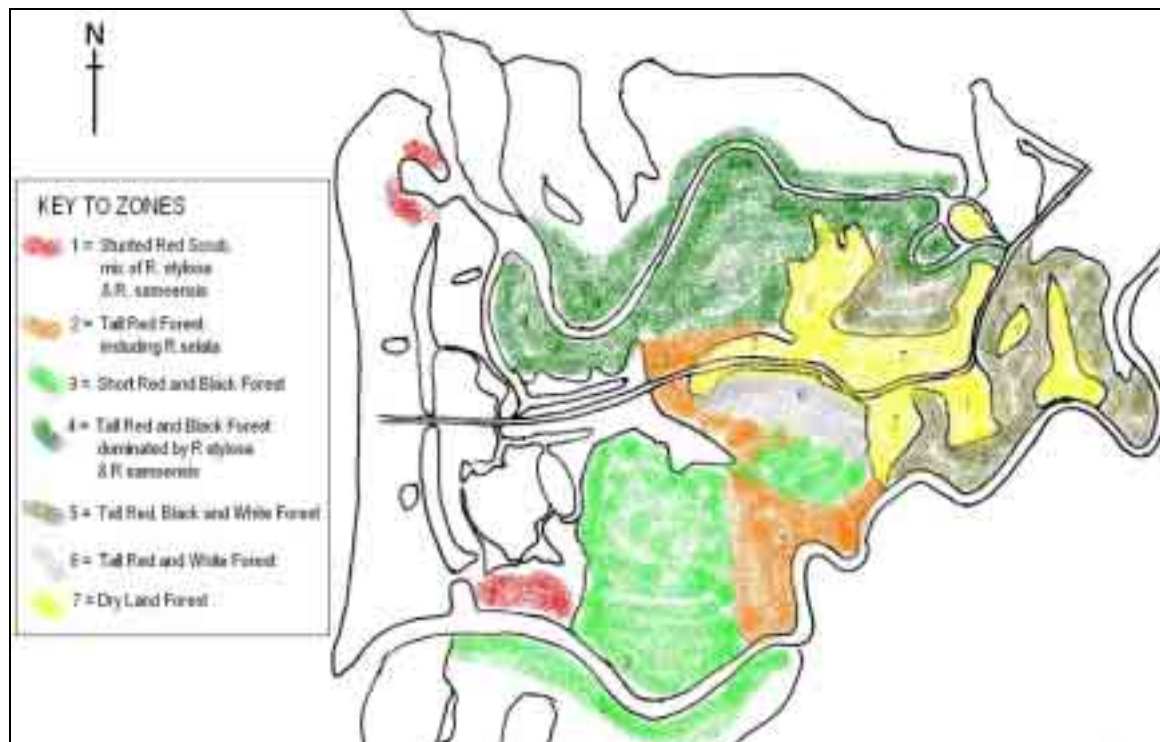 N
KEY TO ZONES
1 = Stunted Red Scrub,
mix of R. stylosa
& R. samoensis
2 = Tall Red Forest
including R. selala
3 = Short Red and Black Forest
4 = Tall Red and Black Forest
dominated by R. stylosa
& R. samoensis
5 = Tall Red, Black and White Forest
6 = Tall Red and White Forest
7 = Dry Land Forest